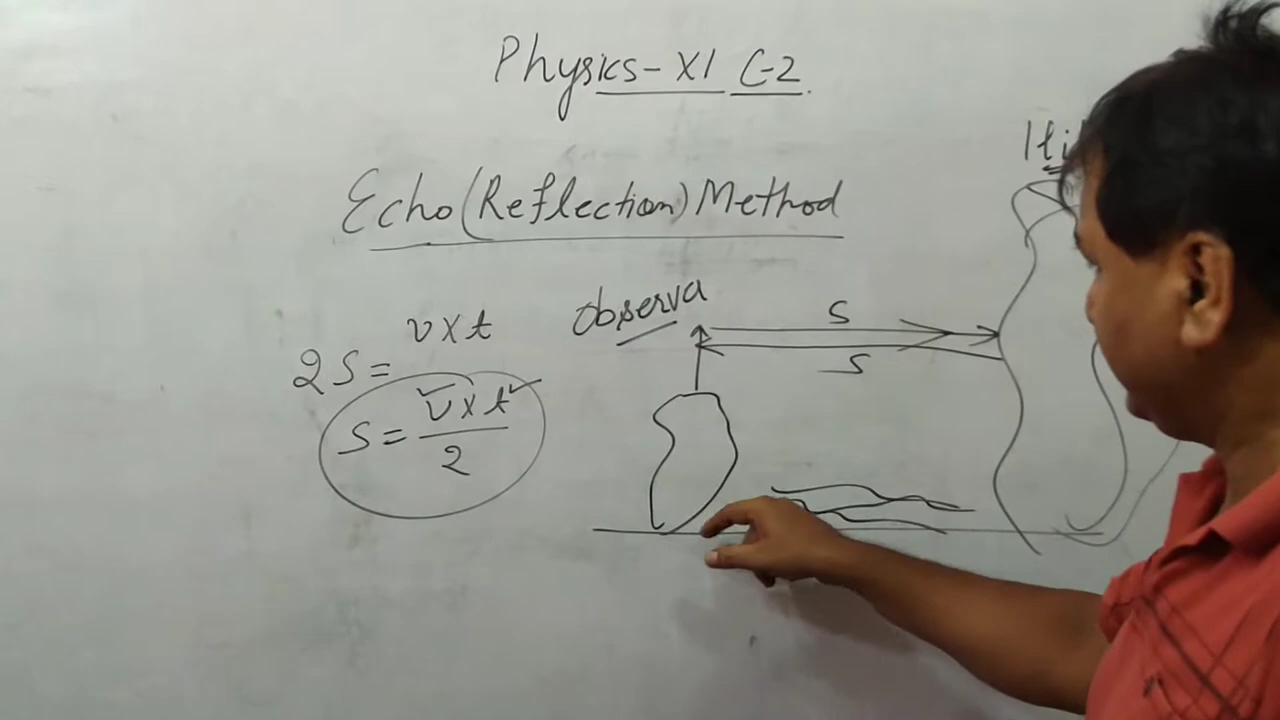 Physics-XI C-2.
Echo (Reflection) Method
Observa
S
S
2S = v x t
S = v x t
2